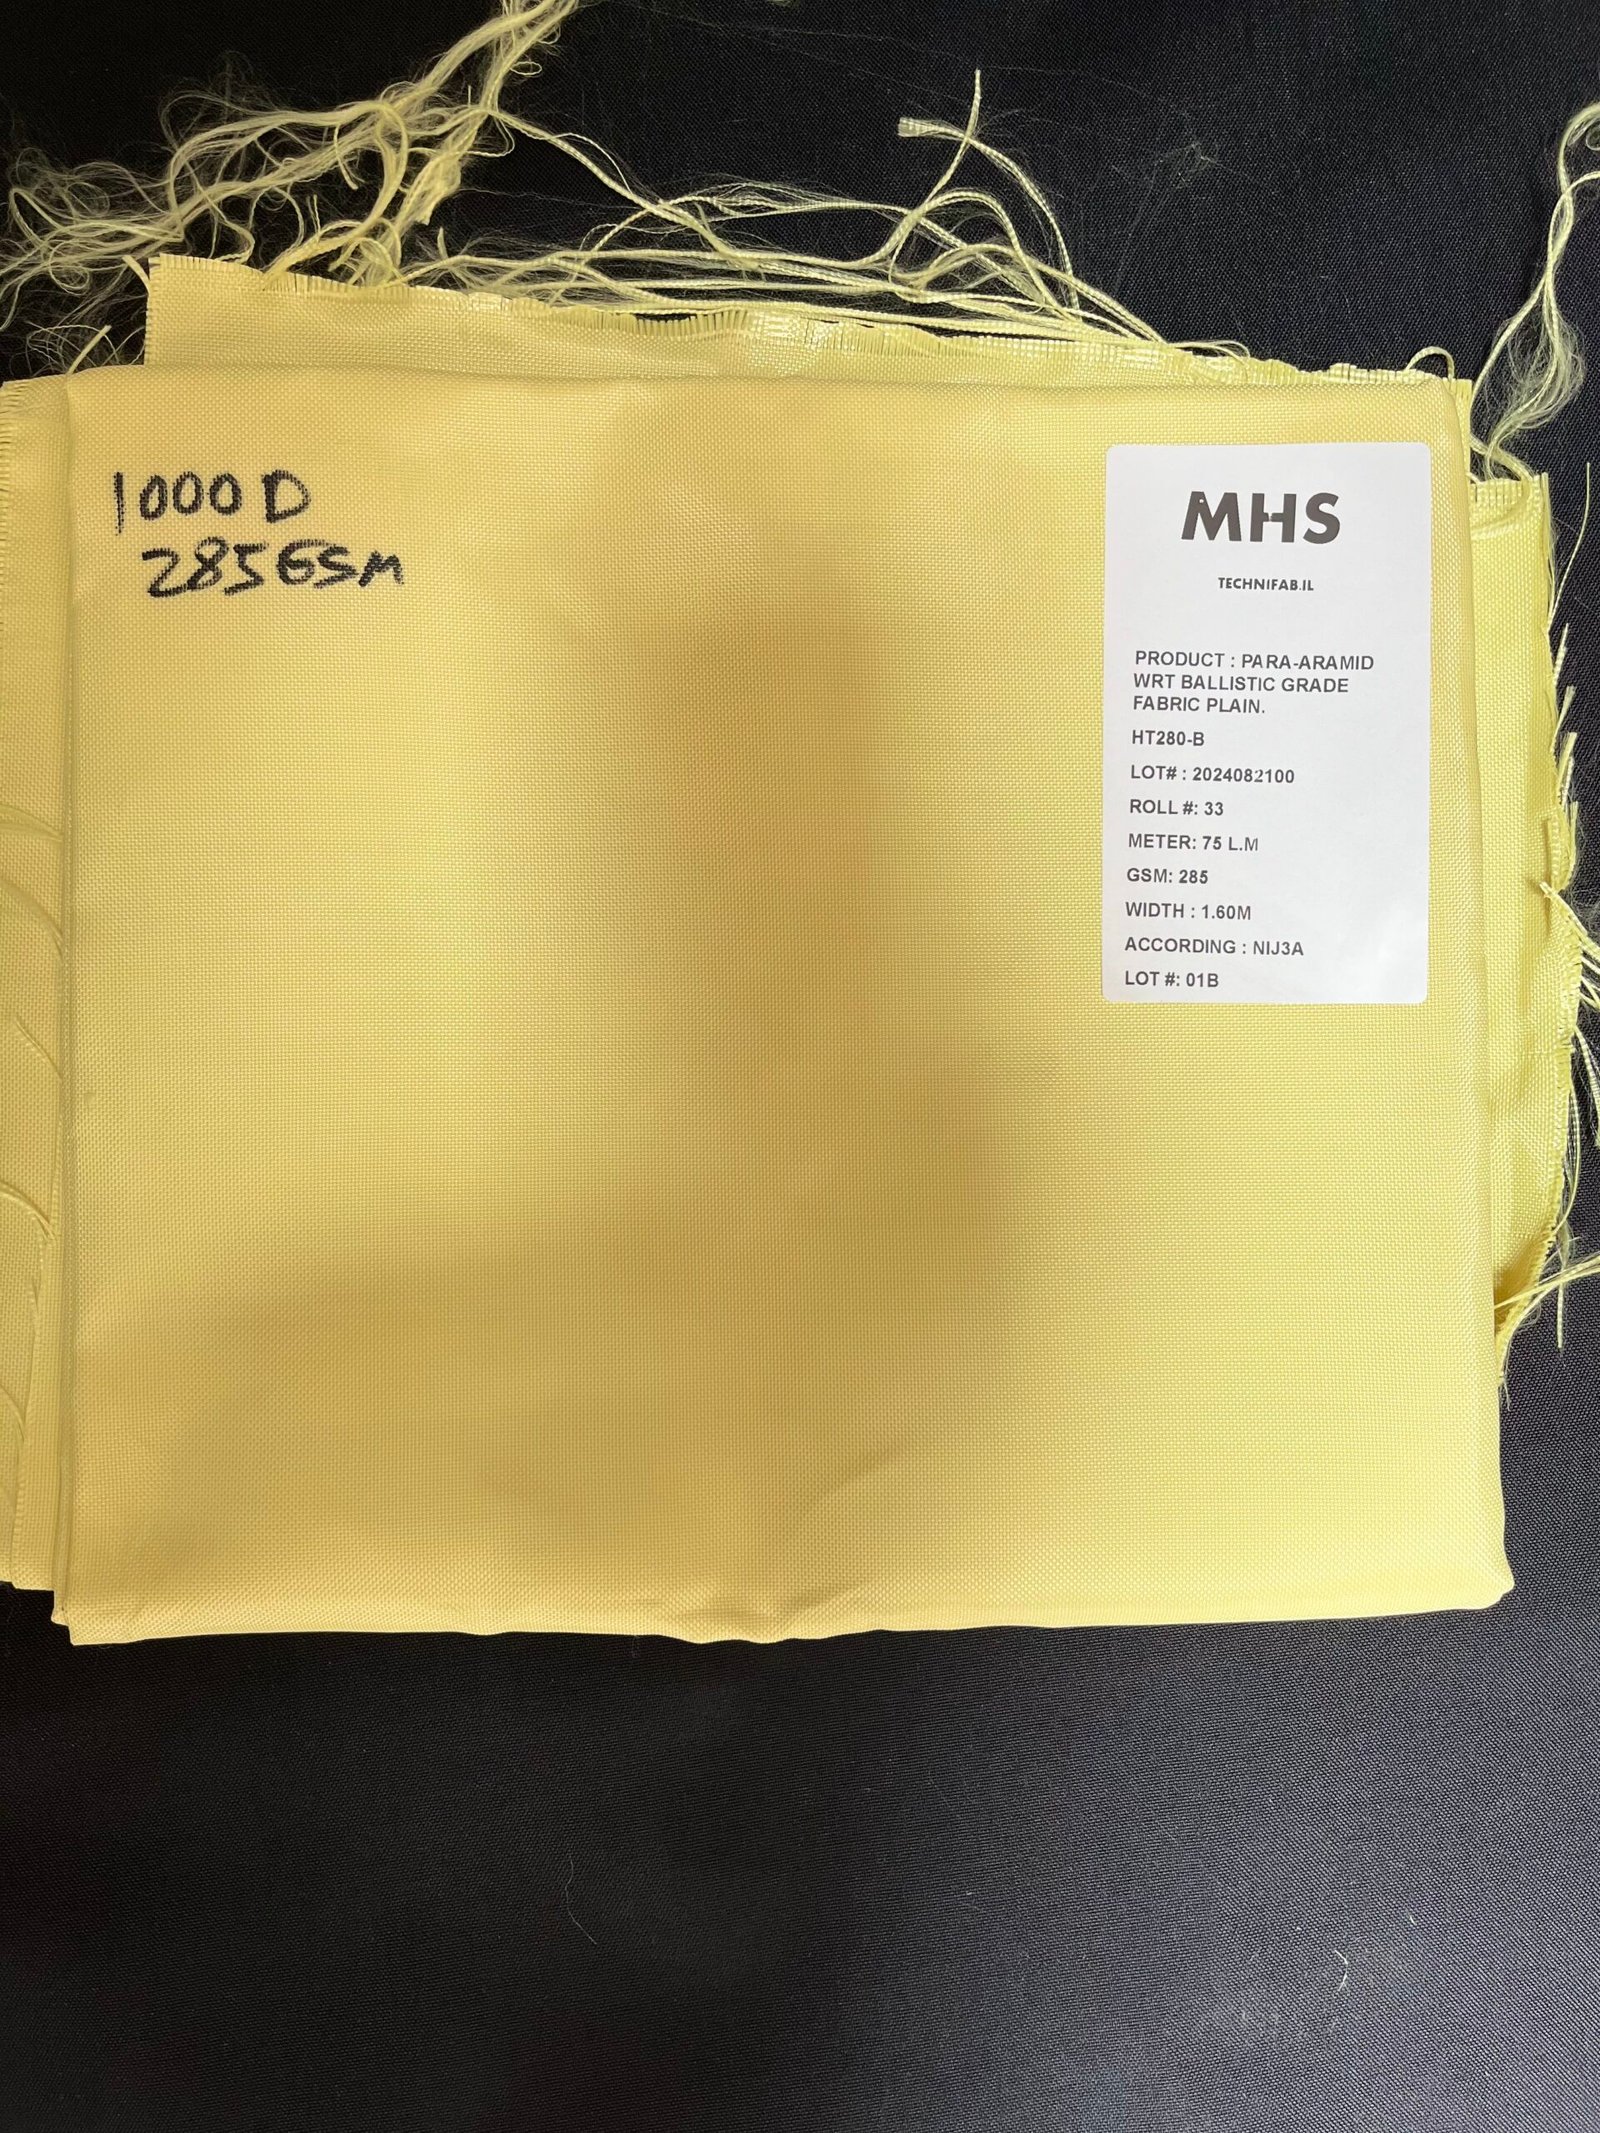 1000D
285GSM
MHS
TECHNIFAB.IL
PRODUCT : PARA-ARAMID
WRT BALLISTIC GRADE
FABRIC PLAIN.
HT280-B
LOT# : 2024082100
ROLL #: 33
METER: 75 L.M
GSM: 285
WIDTH : 1.60M
ACCORDING : NIJ3A
LOT #: 01B